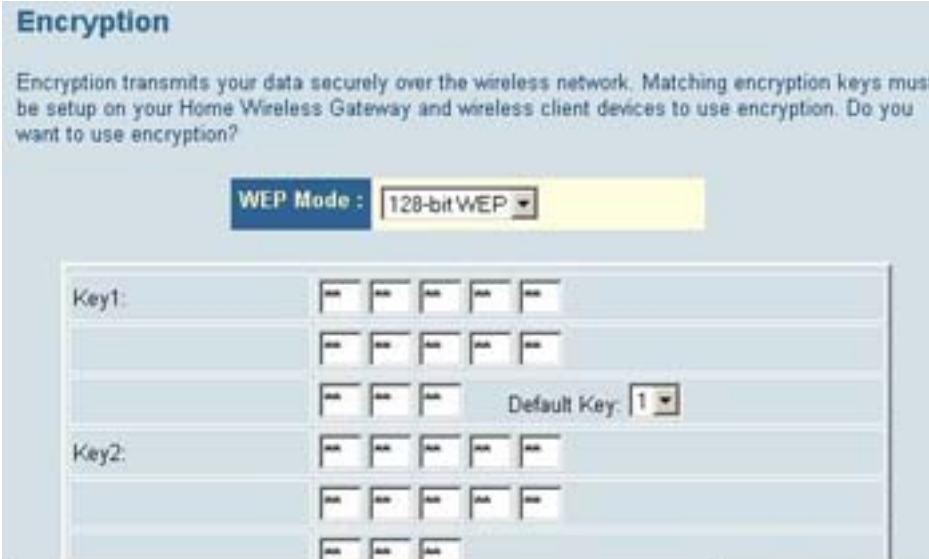 Encryption
Encryption transmits your data securely over the wireless network. Matching encryption keys mus
be setup on your Home Wireless Gateway and wireless client devices to use encryption. Do you
want to use encryption?
WEP Mode : 128-bit WEP
Key1: ** ** ** ** **
** ** ** ** **
** ** ** Default Key: 1
Key2: ** ** ** ** **
** ** ** ** **
** ** **